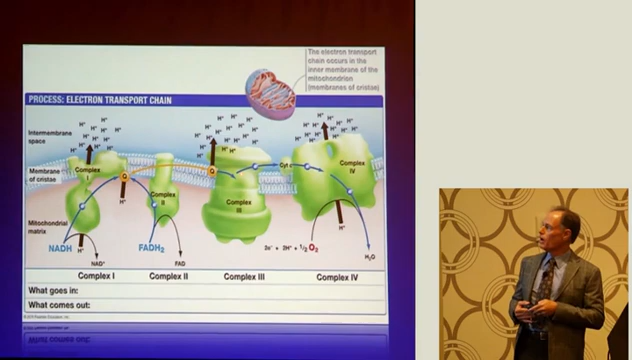 The electron transport
chain occurs in the
inner membrane of the
mitochondrion
(membranes of cristae)
PROCESS: ELECTRON TRANSPORT CHAIN
Intermembrane
space
H⁺ H⁺ H⁺ H⁺ H⁺ H⁺
Membrane
of cristae
Complex
I
Complex
II
Complex
III
Cyt c
Complex
IV
Mitochondrial
matrix
H⁺
NADH
H⁺
NAD⁺
FADH₂
FAD
2e⁻ + 2H⁺ + ½ O₂
H⁺
H₂O
Complex I Complex II Complex III Complex IV
What goes in:
What comes out: